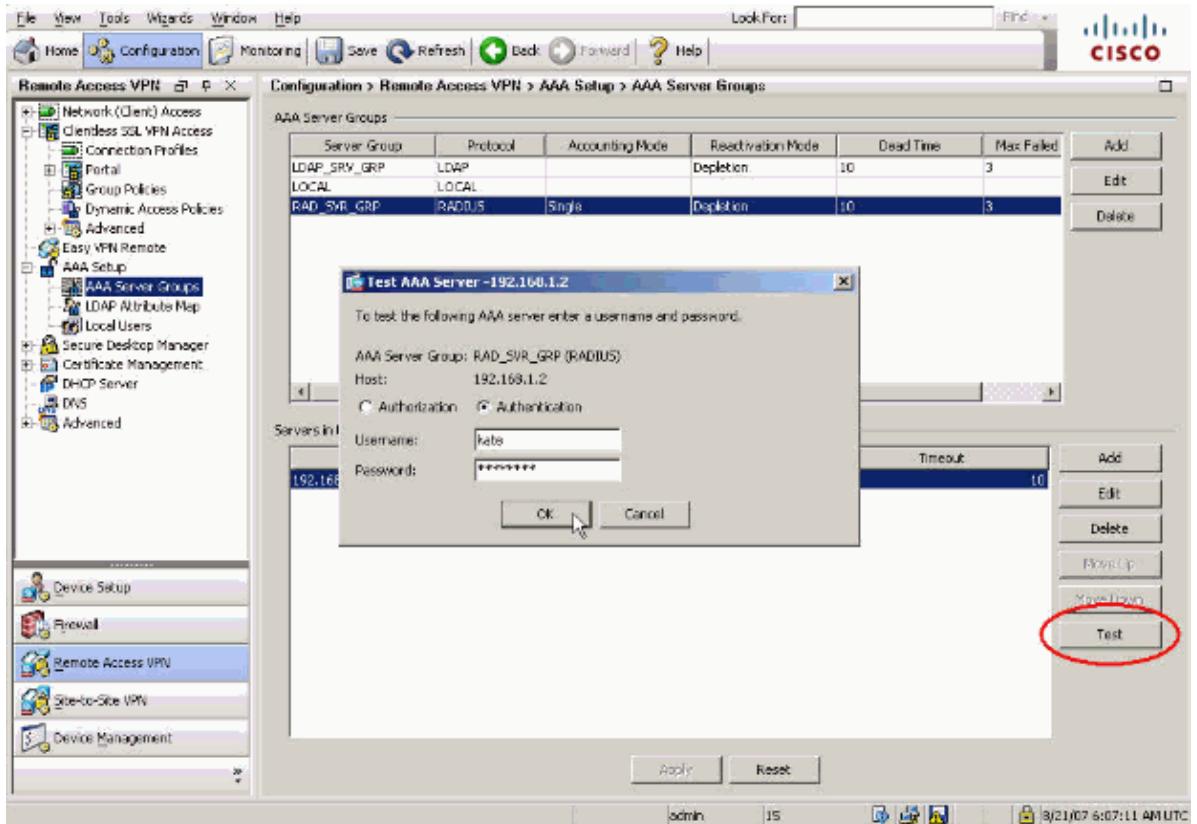 File View Tools Wizards Window Help Look For: Find
Home Configuration Monitoring Save Refresh Back Forward Help
CISCO
Remote Access VPN
Network (Client) Access
Clientless SSL VPN Access
Connection Profiles
Portal
Group Policies
Dynamic Access Policies
Advanced
Easy VPN Remote
AAA Setup
AAA Server Groups
LDAP Attribute Map
Local Users
Secure Desktop Manager
Certificate Management
DHCP Server
DNS
Advanced
Device Setup
Firewall
Remote Access VPN
Site-to-Site VPN
Device Management
Configuration > Remote Access VPN > AAA Setup > AAA Server Groups
AAA Server Groups
Server Group Protocol Accounting Mode Reactivation Mode Dead Time Max Failed
LDAP_SRV_GRP LDAP Depletion 10 3
LOCAL LOCAL
RAD_SVR_GRP RADIUS Single Depletion 10 3
Add
Edit
Delete
Test AAA Server -192.168.1.2
To test the following AAA server enter a username and password.
AAA Server Group: RAD_SVR_GRP (RADIUS)
Host: 192.168.1.2
Authorization Authentication
Username: kate
Password: ********
OK Cancel
Servers in
Timeout
192.168 10
Add
Edit
Delete
Move Up
Move Down
Test
Apply Reset
admin 15 8/21/07 6:07:11 AM UTC